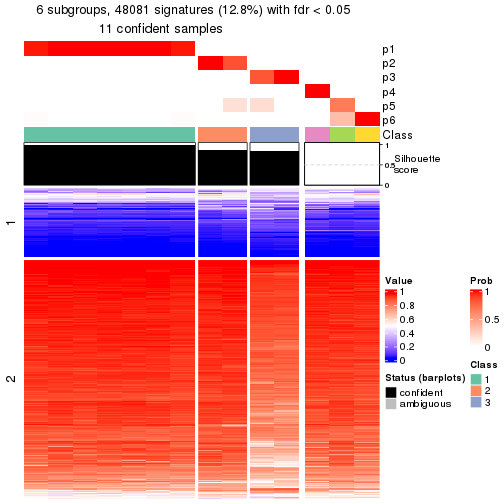 6 subgroups, 48081 signatures (12.8%) with fdr < 0.05
11 confident samples
p1
p2
p3
p4
p5
p6
Class
1
0.5
0
Silhouette
score
1
2
Value
1
0.8
0.6
0.4
0.2
0
Prob
1
0.5
0
Status (barplots)
confident
ambiguous
Class
1
2
3